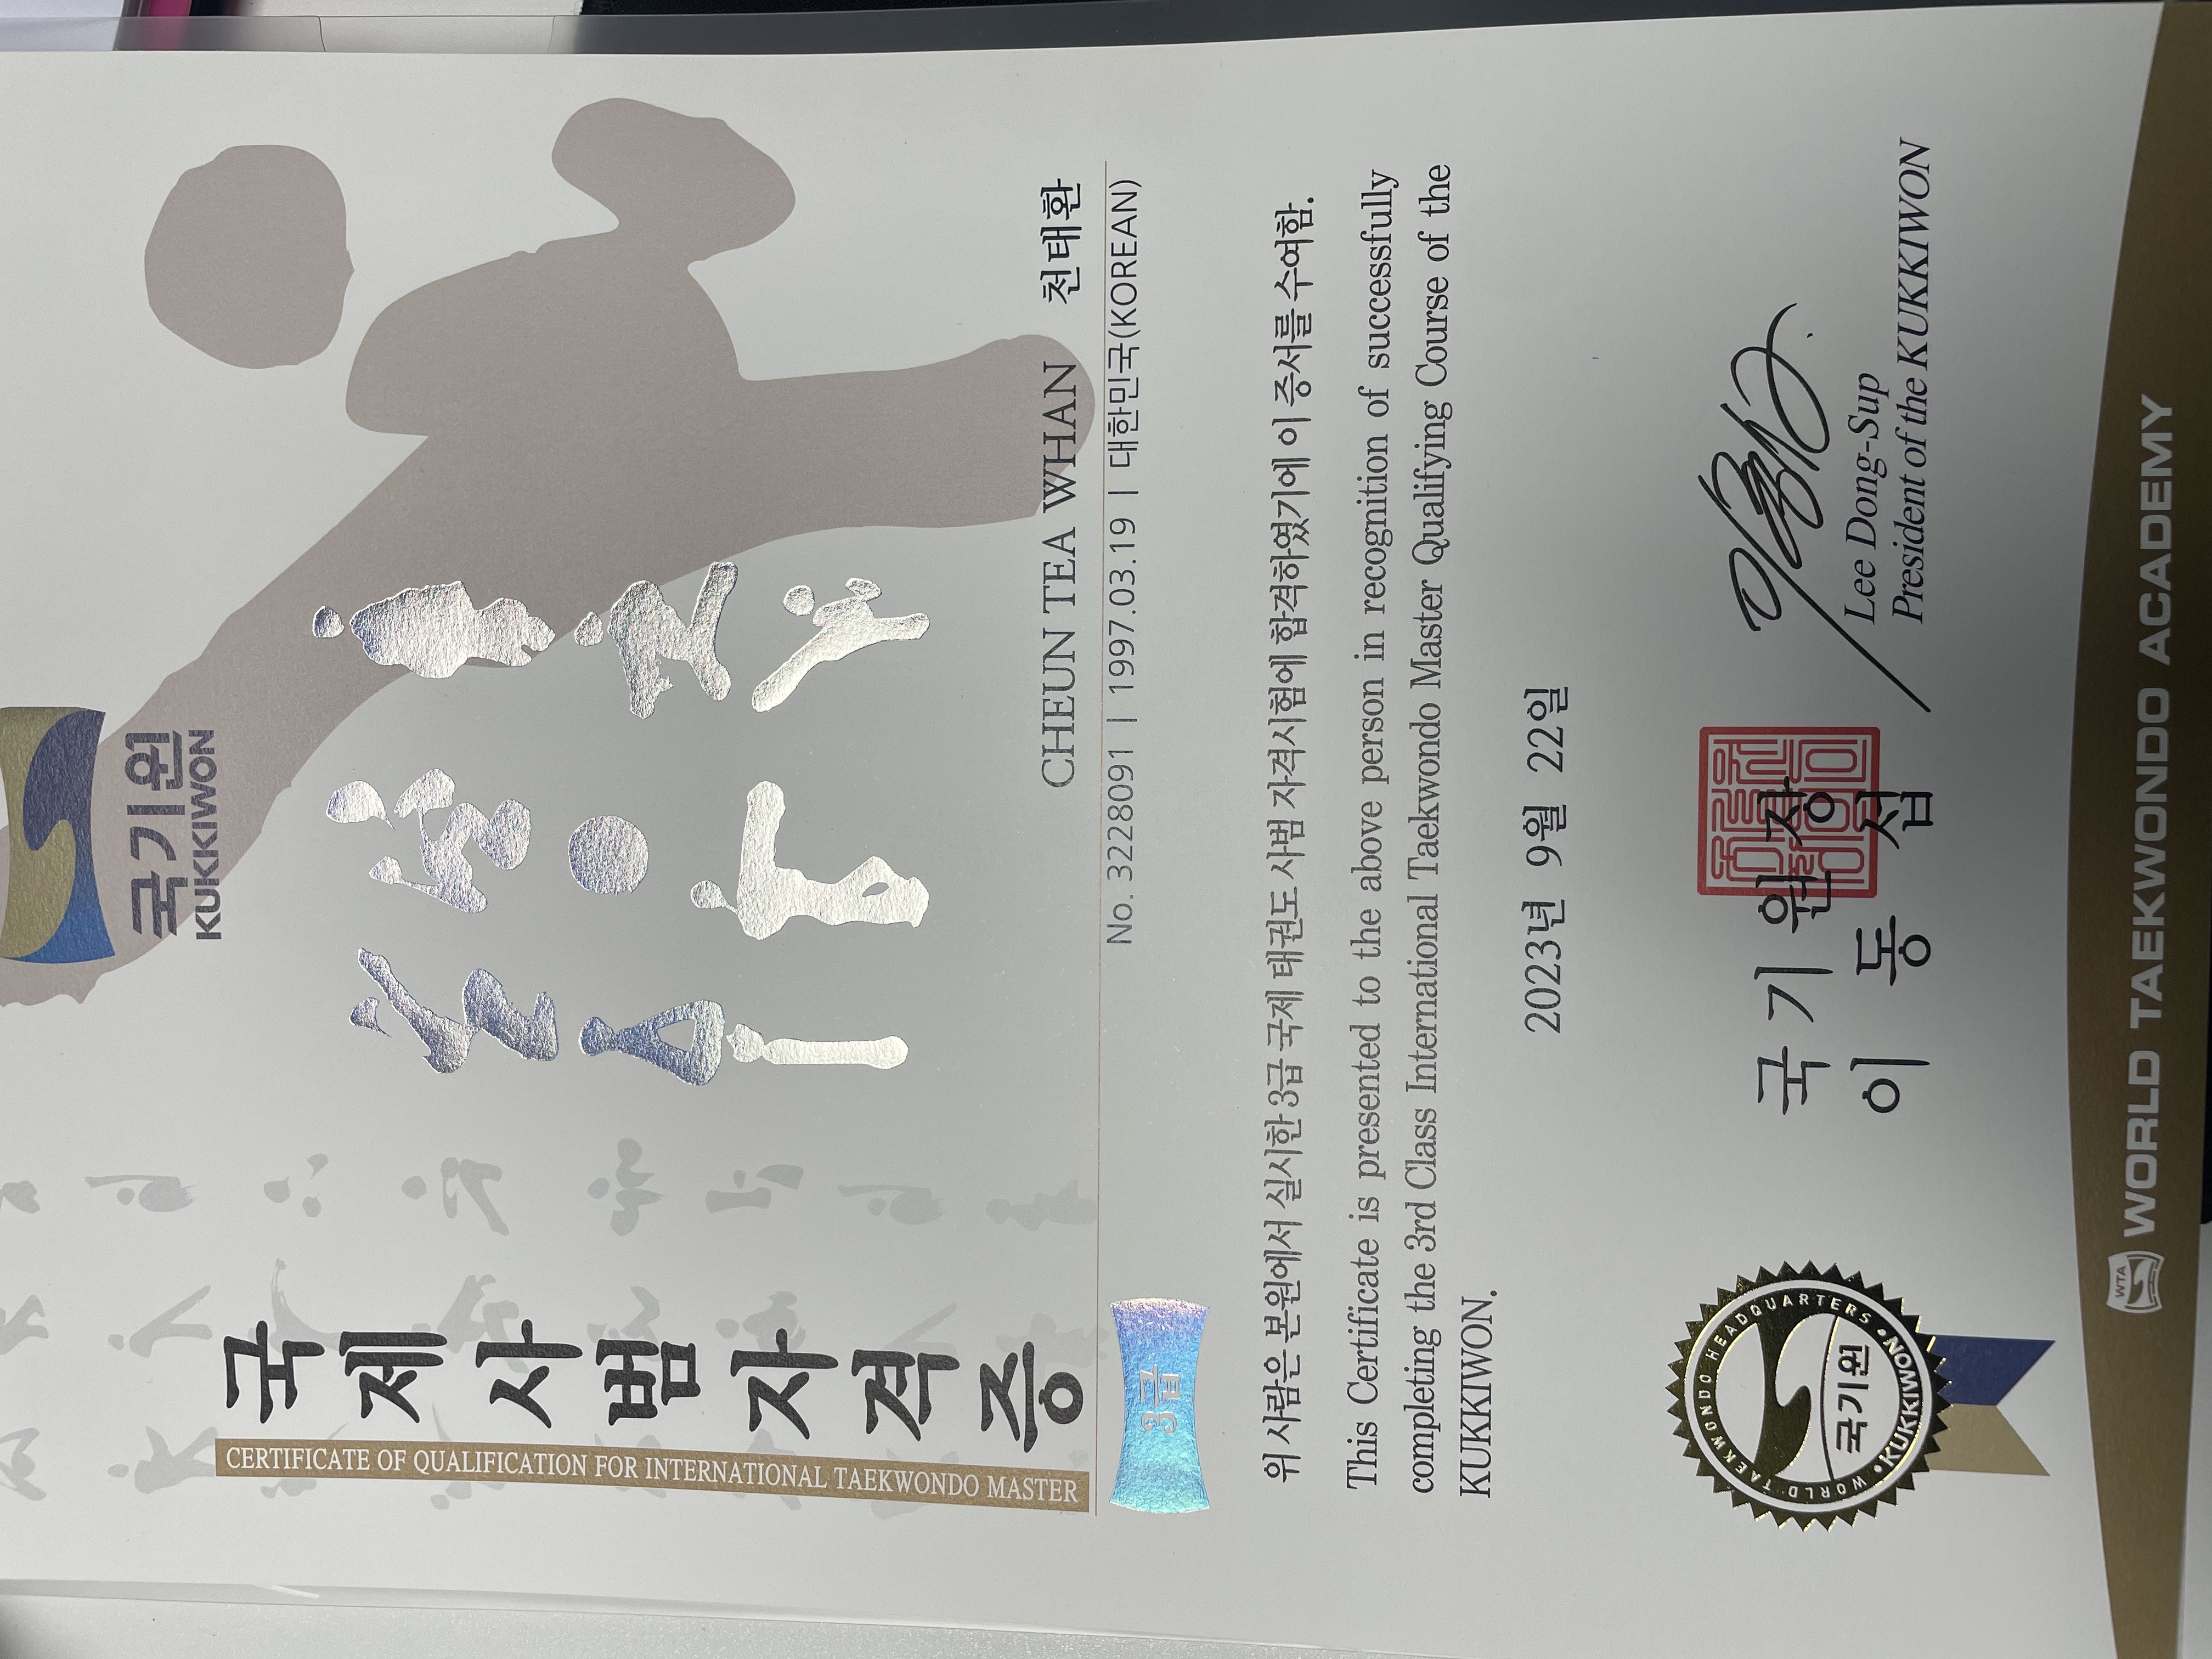 국기원
KUKKIWON
국제사범자격증
CERTIFICATE OF QUALIFICATION FOR INTERNATIONAL TAEKWONDO MASTER
3급
CHEUN TEA WHAN 천태환
No. 3228091 | 1997.03.19 | 대한민국(KOREAN)
위 사람은 본원에서 실시한 3급 국제 태권도 사범 자격시험에 합격하였기에 이 증서를 수여함.
This Certificate is presented to the above person in recognition of successfully
completing the 3rd Class International Taekwondo Master Qualifying Course of the
KUKKIWON.
2023년 9월 22일
국기원장
이동섭
Lee Dong-Sup
President of the KUKKIWON
WORLD TAEKWONDO HEADQUARTERS
국기원
KUKKIWON
WTA
WORLD TAEKWONDO ACADEMY